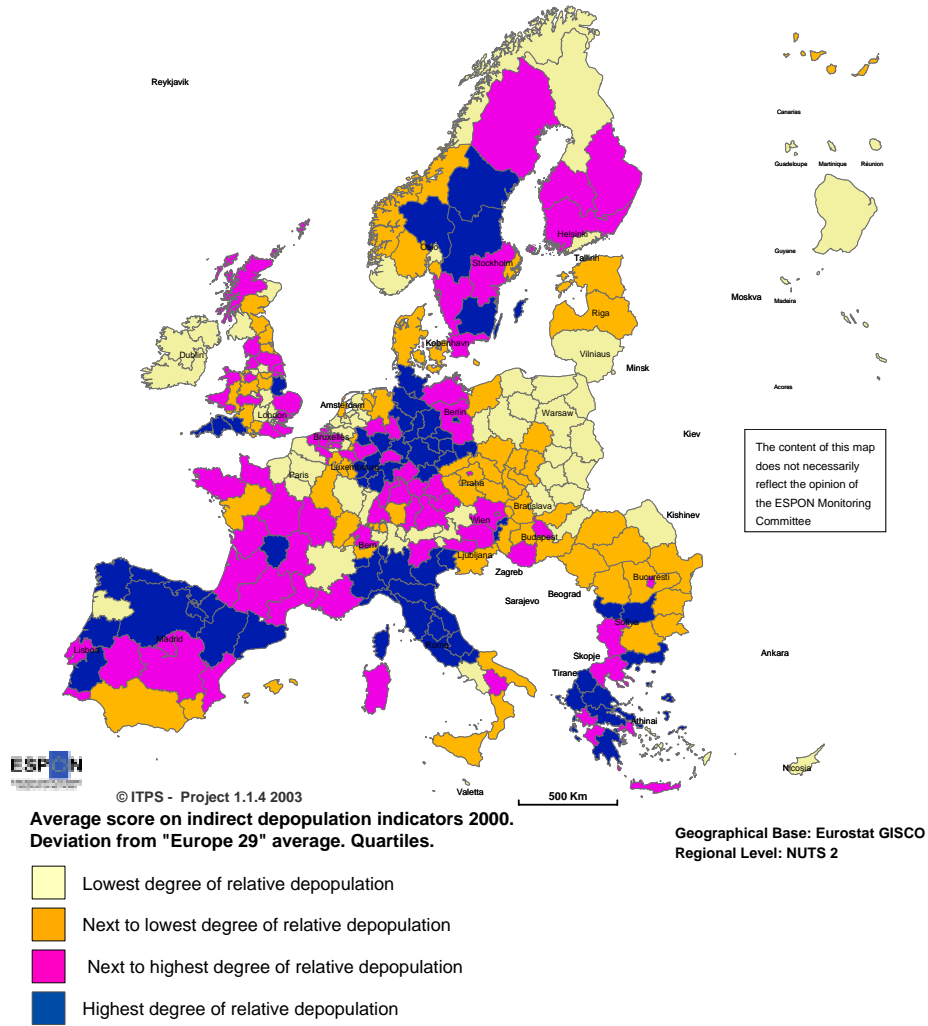 Reykjavik
Canarias
Guadeloupe Martinique Réunion
Guyane
Madeira
Acores
Helsinki
Oslo
Stockholm
Tallinn
Moskva
Riga
Kobenhavn
Vilniaus
Minsk
Dublin
Amsterdam
Berlin
Warsaw
London
Bruxelles
Kiev
Luxembourg
Paris
Praha
The content of this map
does not necessarily
reflect the opinion of
the ESPON Monitoring
Committee
Bratislava
Kishinev
Wien
Bern
Budapest
Ljubljana
Zagreb
Bucuresti
Beograd
Sarajevo
Sofiya
Madrid
Lisboa
Roma
Skopje
Ankara
Tirane
Athinai
ESPON
Nicosia
Valetta
© ITPS - Project 1.1.4 2003
500 Km
Average score on indirect depopulation indicators 2000.
Deviation from "Europe 29" average. Quartiles.
Geographical Base: Eurostat GISCO
Regional Level: NUTS 2
Lowest degree of relative depopulation
Next to lowest degree of relative depopulation
Next to highest degree of relative depopulation
Highest degree of relative depopulation